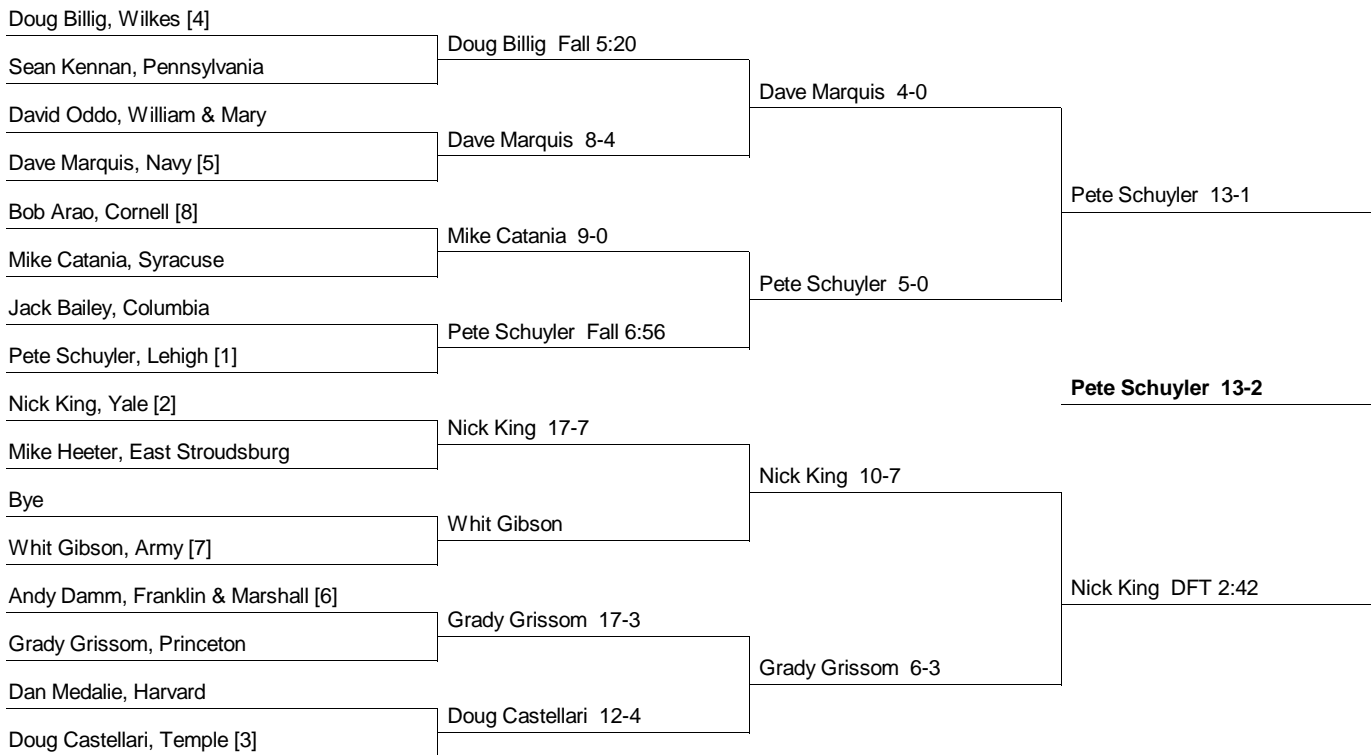 Doug Billig, Wilkes [4]
Doug Billig  Fall 5:20
Sean Kennan, Pennsylvania
Dave Marquis  4-0
David Oddo, William & Mary
Dave Marquis  8-4
Dave Marquis, Navy [5]
Pete Schuyler  13-1
Bob Arao, Cornell [8]
Mike Catania  9-0
Mike Catania, Syracuse
Pete Schuyler  5-0
Jack Bailey, Columbia
Pete Schuyler  Fall 6:56
Pete Schuyler, Lehigh [1]
Pete Schuyler  13-2
Nick King, Yale [2]
Nick King  17-7
Mike Heeter, East Stroudsburg
Nick King  10-7
Bye
Whit Gibson
Whit Gibson, Army [7]
Nick King  DFT 2:42
Andy Damm, Franklin & Marshall [6]
Grady Grissom  17-3
Grady Grissom, Princeton
Grady Grissom  6-3
Dan Medalie, Harvard
Doug Castellari  12-4
Doug Castellari, Temple [3]